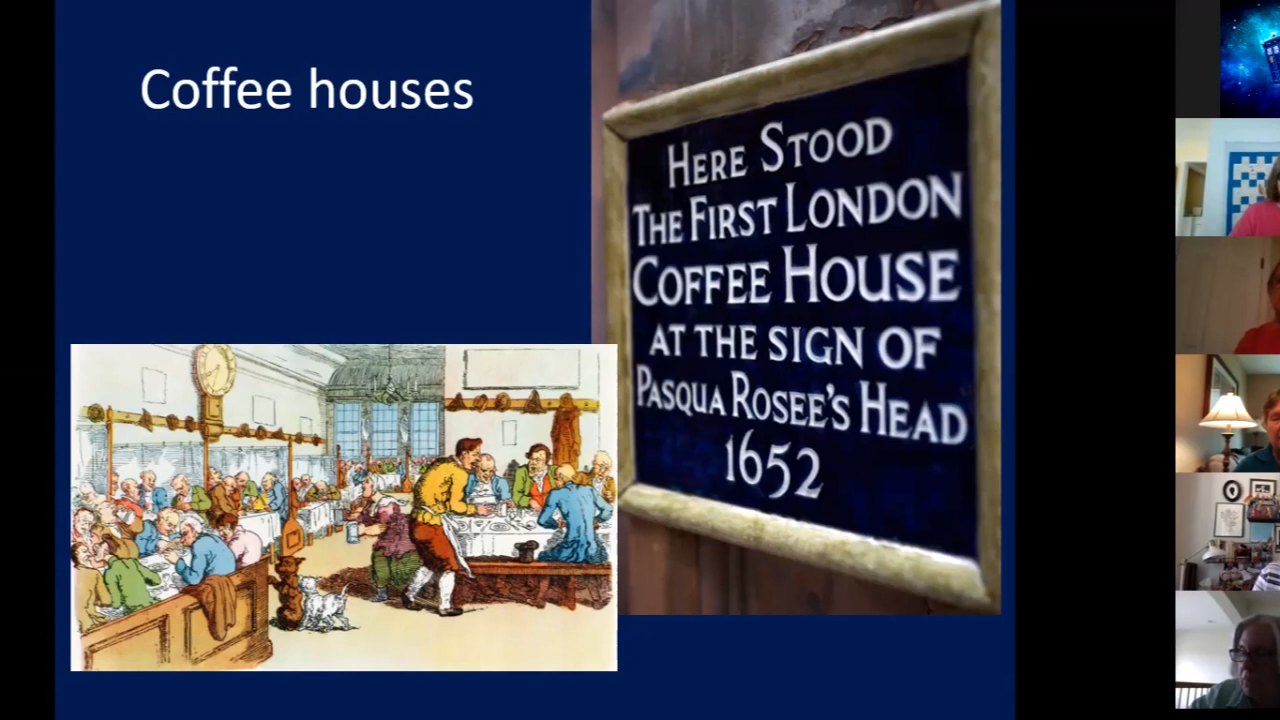 Coffee houses
HERE STOOD
THE FIRST LONDON
COFFEE HOUSE
AT THE SIGN OF
PASQUA ROSEE'S HEAD
1652